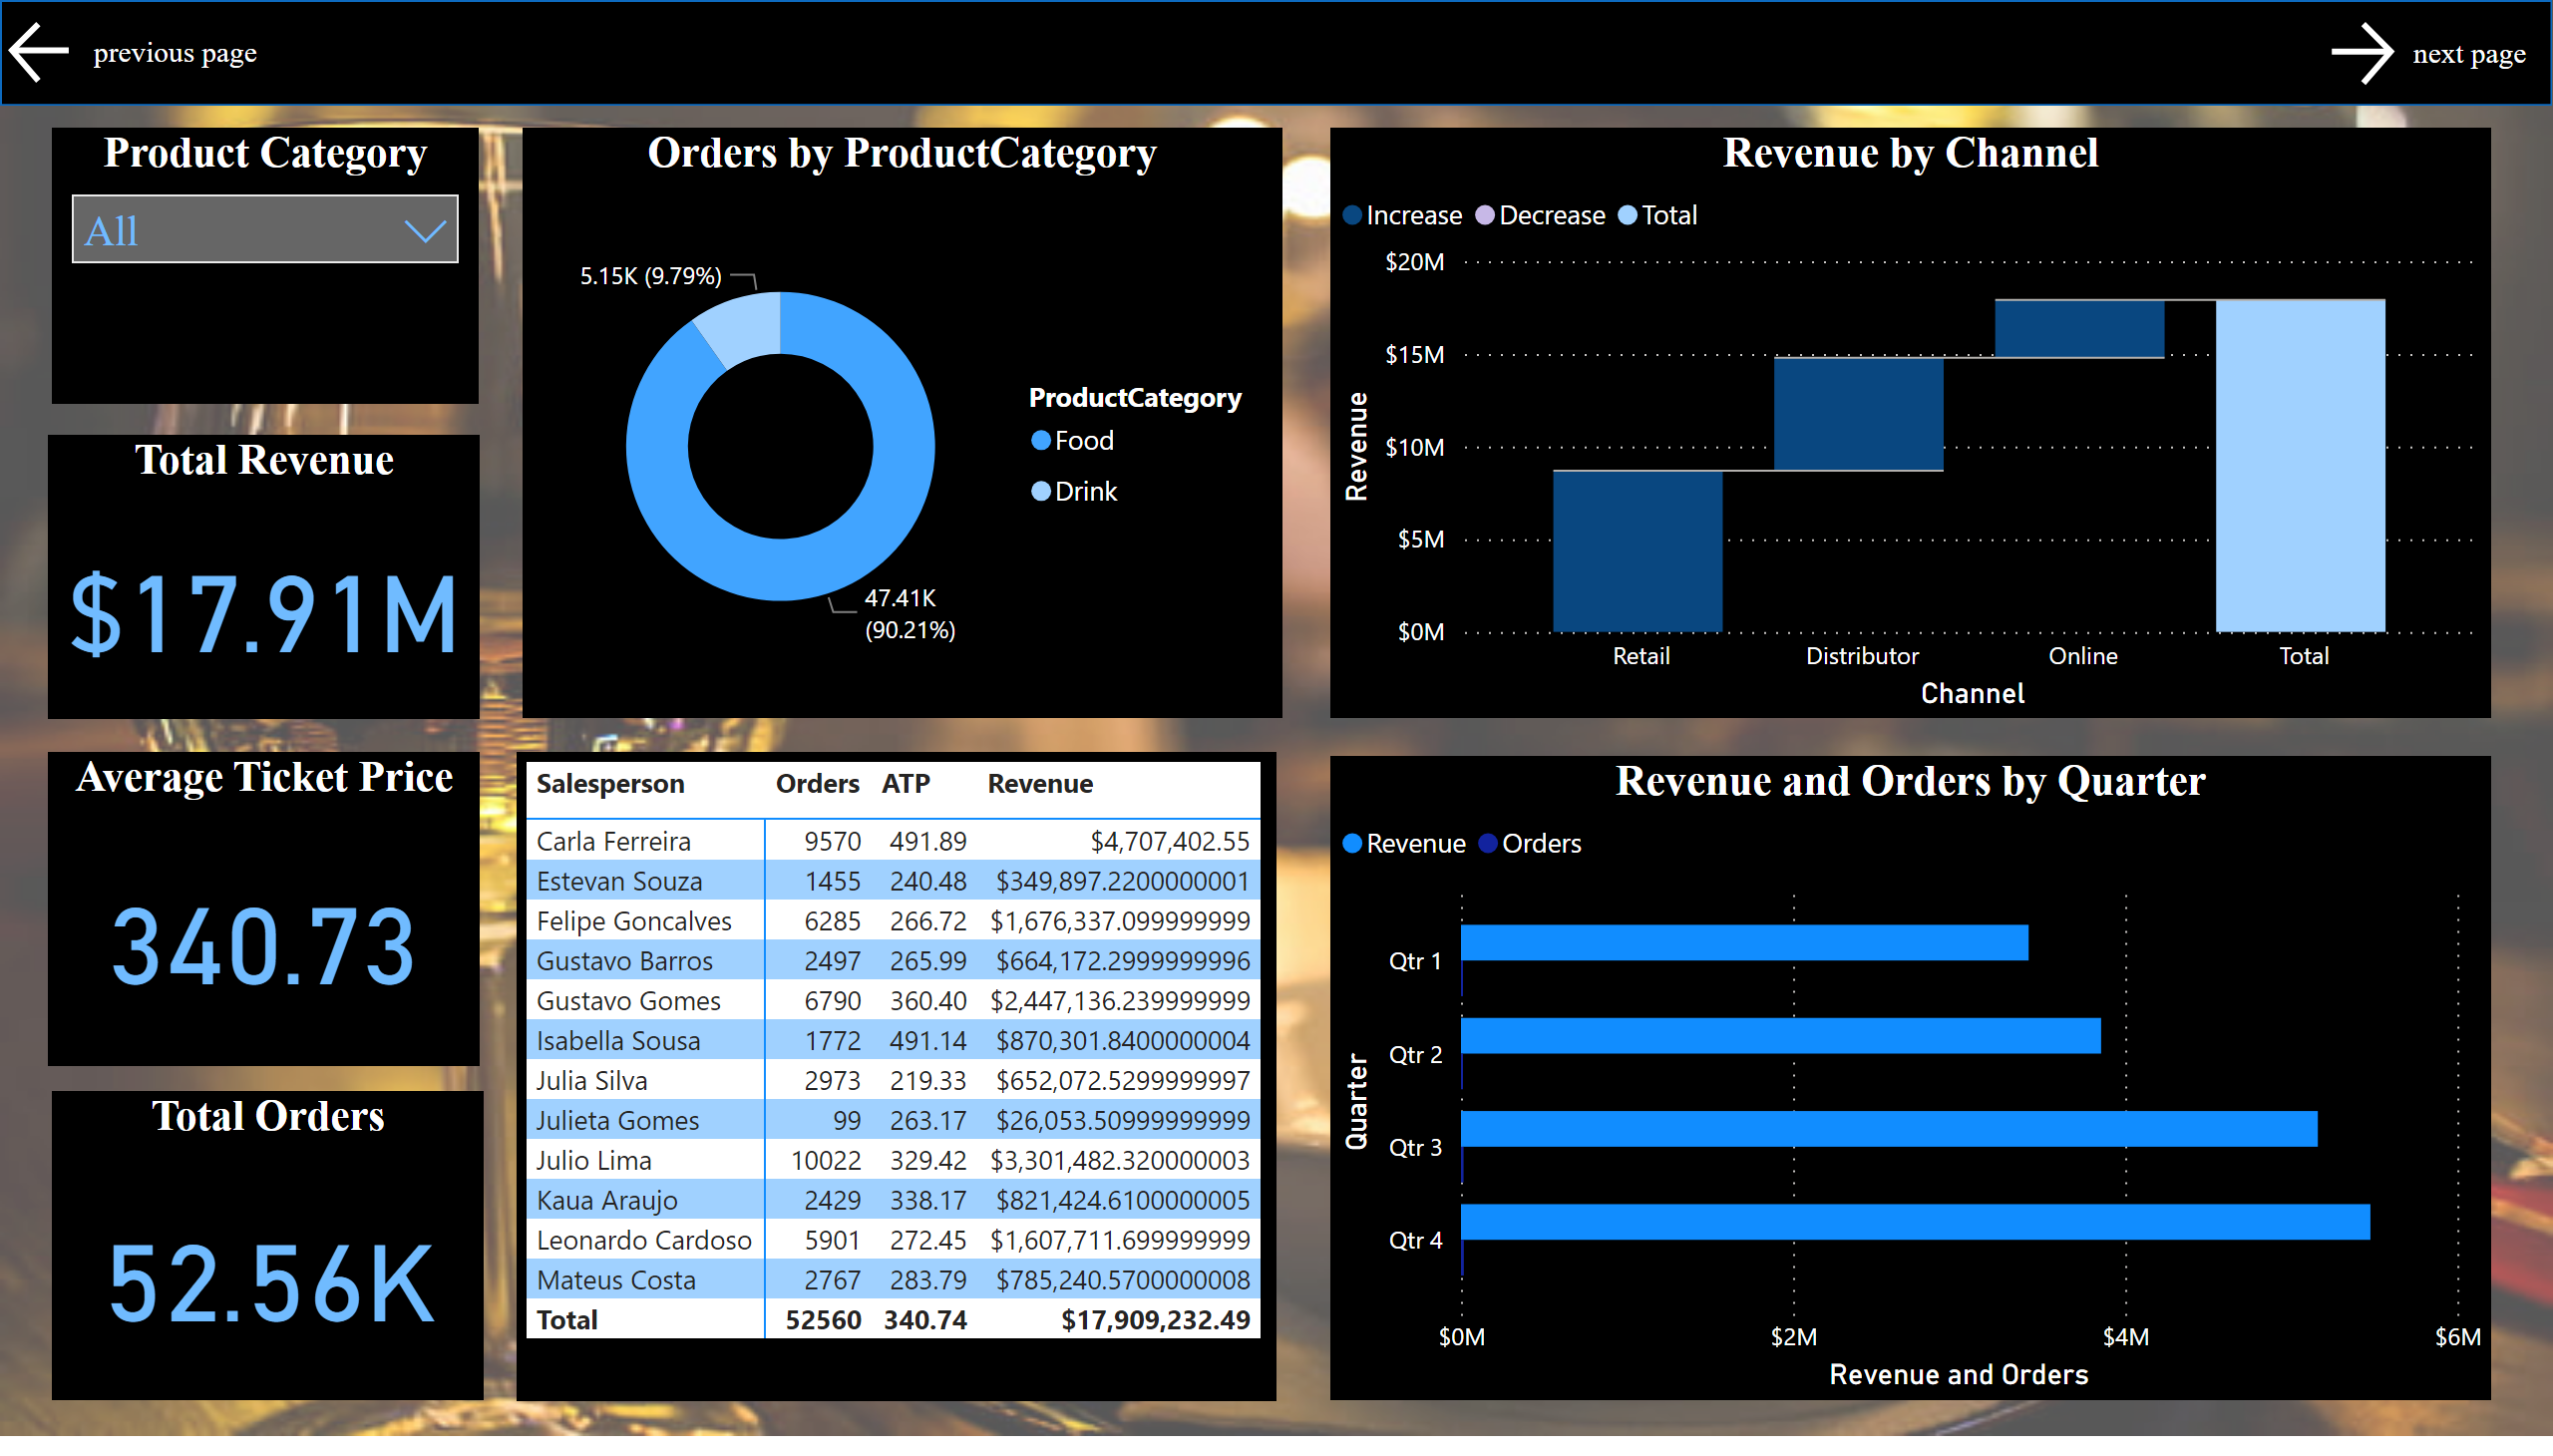 previous page
next page
Product Category
All
Total Revenue
$17.91M
Average Ticket Price
340.73
Total Orders
52.56K
Orders by ProductCategory
5.15K (9.79%)
47.41K
(90.21%)
ProductCategory
Food
Drink
Salesperson Orders ATP Revenue
Carla Ferreira 9570 491.89 $4,707,402.55
Estevan Souza 1455 240.48 $349,897.2200000001
Felipe Goncalves 6285 266.72 $1,676,337.099999999
Gustavo Barros 2497 265.99 $664,172.2999999996
Gustavo Gomes 6790 360.40 $2,447,136.239999999
Isabella Sousa 1772 491.14 $870,301.8400000004
Julia Silva 2973 219.33 $652,072.5299999997
Julieta Gomes 99 263.17 $26,053.50999999999
Julio Lima 10022 329.42 $3,301,482.320000003
Kaua Araujo 2429 338.17 $821,424.6100000005
Leonardo Cardoso 5901 272.45 $1,607,711.699999999
Mateus Costa 2767 283.79 $785,240.5700000008
Total 52560 340.74 $17,909,232.49
Revenue by Channel
Increase Decrease Total
Revenue
$20M
$15M
$10M
$5M
$0M
Retail Distributor Online Total
Channel
Revenue and Orders by Quarter
Revenue Orders
Quarter
Qtr 1
Qtr 2
Qtr 3
Qtr 4
$0M $2M $4M $6M
Revenue and Orders